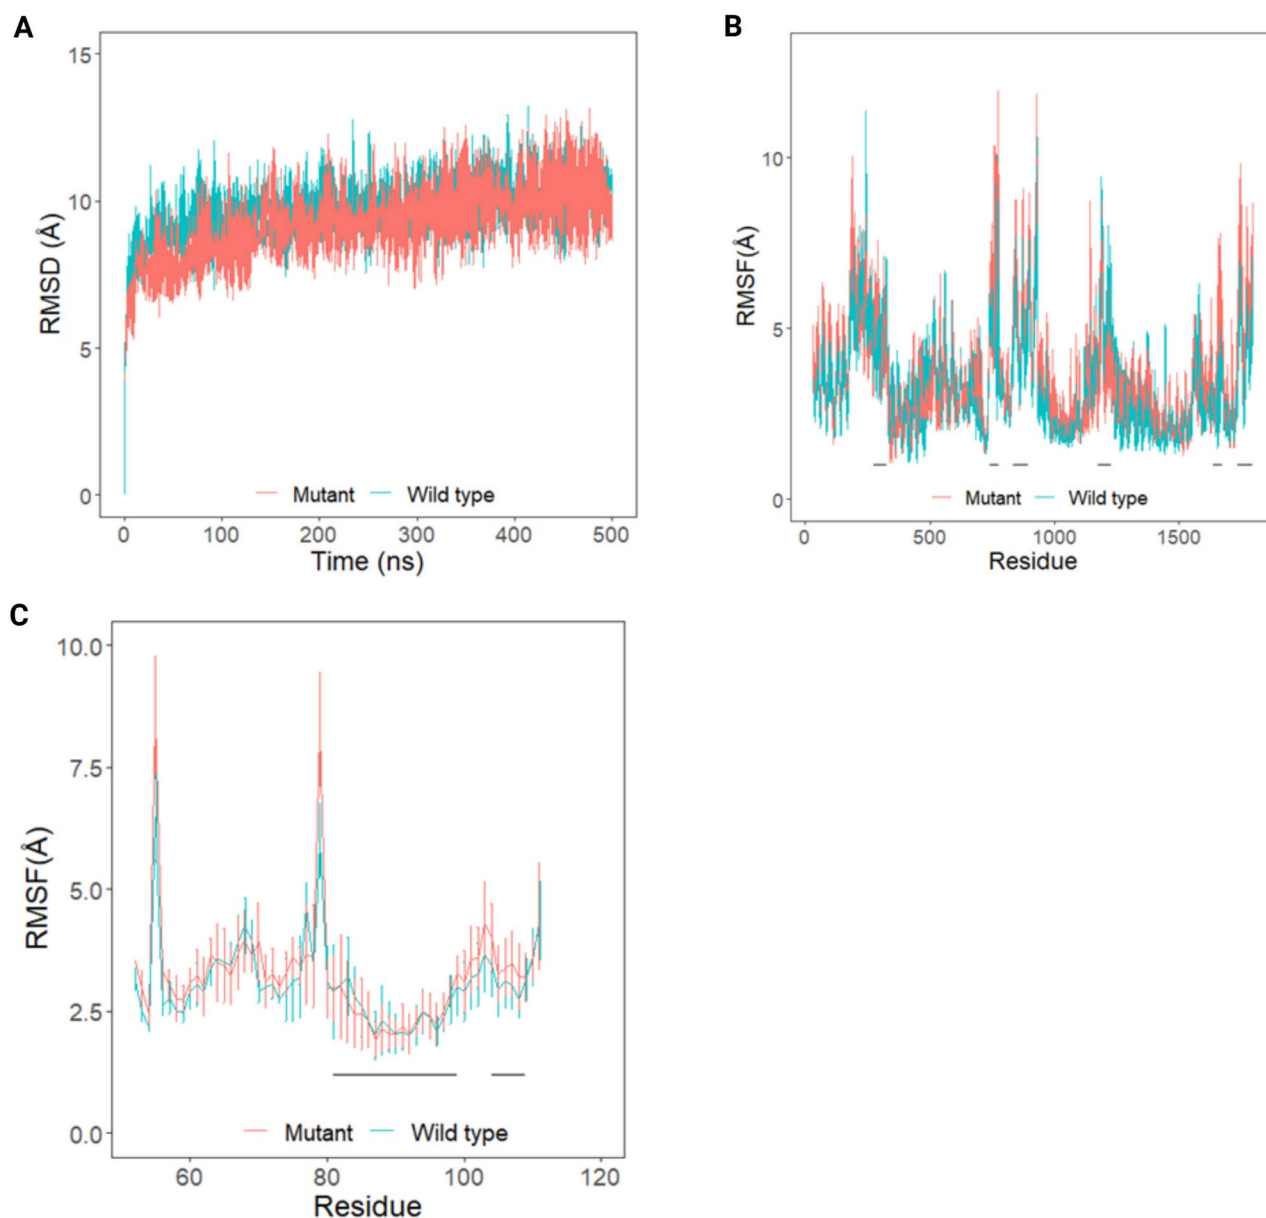 A
15
10
5
0
RMSD (Å)
Mutant Wild type
0 100 200 300 400 500
Time (ns)
B
10
5
0
RMSF(Å)
Mutant Wild type
0 500 1000 1500
Residue
C
10.0
7.5
5.0
2.5
0.0
RMSF(Å)
Mutant Wild type
60 80 100 120
Residue